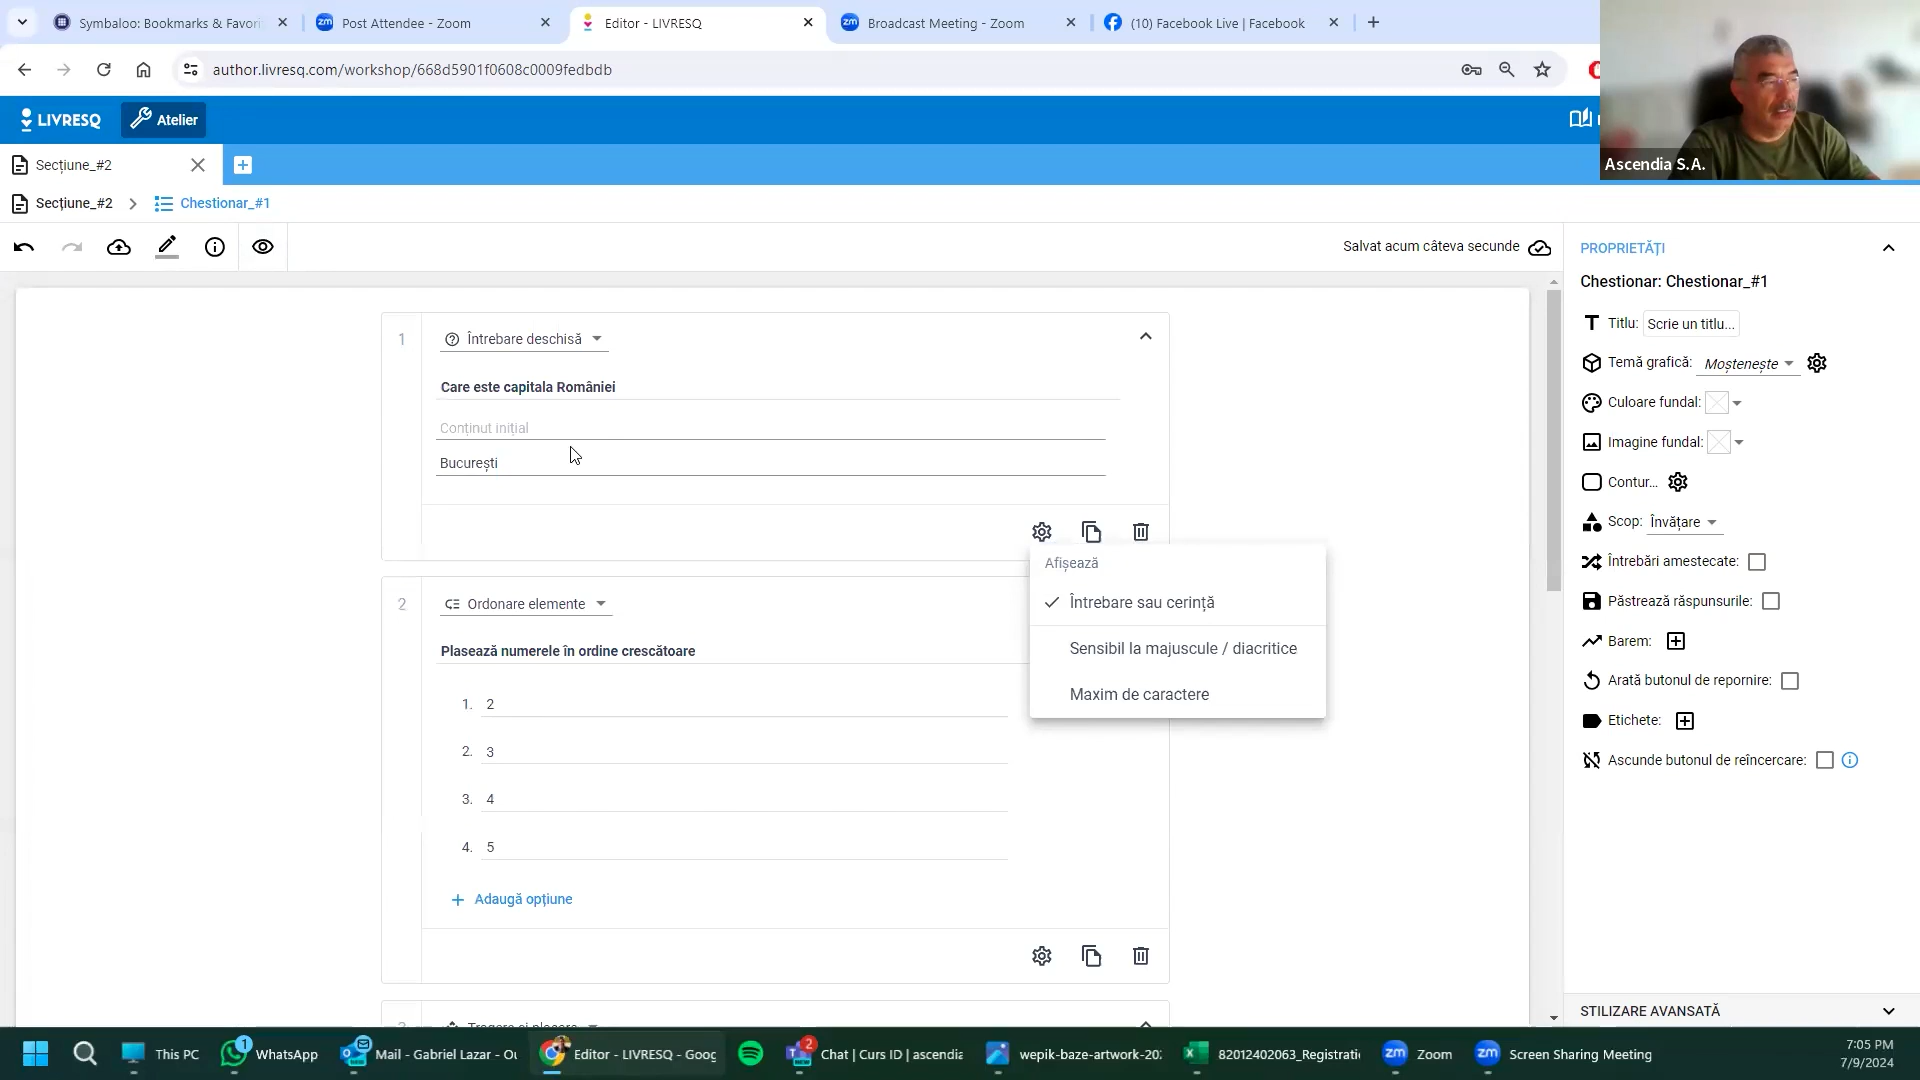 Symbaloo: Bookmarks & Favori
Post Attendee - Zoom
Editor - LIVRESQ
Broadcast Meeting - Zoom
(10) Facebook Live | Facebook
author.livresq.com/workshop/668d5901f0608c0009fedbdb
LIVRESQ
Atelier
Ascendia S.A.
Secțiune_#2
Secțiune_#2
Chestionar_#1
Salvat acum câteva secunde
1
Întrebare deschisă
Care este capitala României
Conținut inițial
București
Afișează
Întrebare sau cerință
Sensibil la majuscule / diacritice
Maxim de caractere
2
Ordonare elemente
Plasează numerele în ordine crescătoare
1. 2
2. 3
3. 4
4. 5
Adaugă opțiune
PROPRIETĂȚI
Chestionar: Chestionar_#1
Titlu: Scrie un titlu...
Temă grafică: Moștenește
Culoare fundal:
Imagine fundal:
Contur...
Scop: Învățare
Întrebări amestecate:
Păstrează răspunsurile:
Barem:
Arată butonul de repornire:
Etichete:
Ascunde butonul de reîncercare:
STILIZARE AVANSATĂ
This PC
1
WhatsApp
Mail - Gabriel Lazar - Ou
Editor - LIVRESQ - Goog
2
Chat | Curs ID | ascendia
wepik-baze-artwork-202
82012402063_Registratio
Zoom
Screen Sharing Meeting
7:05 PM
7/9/2024